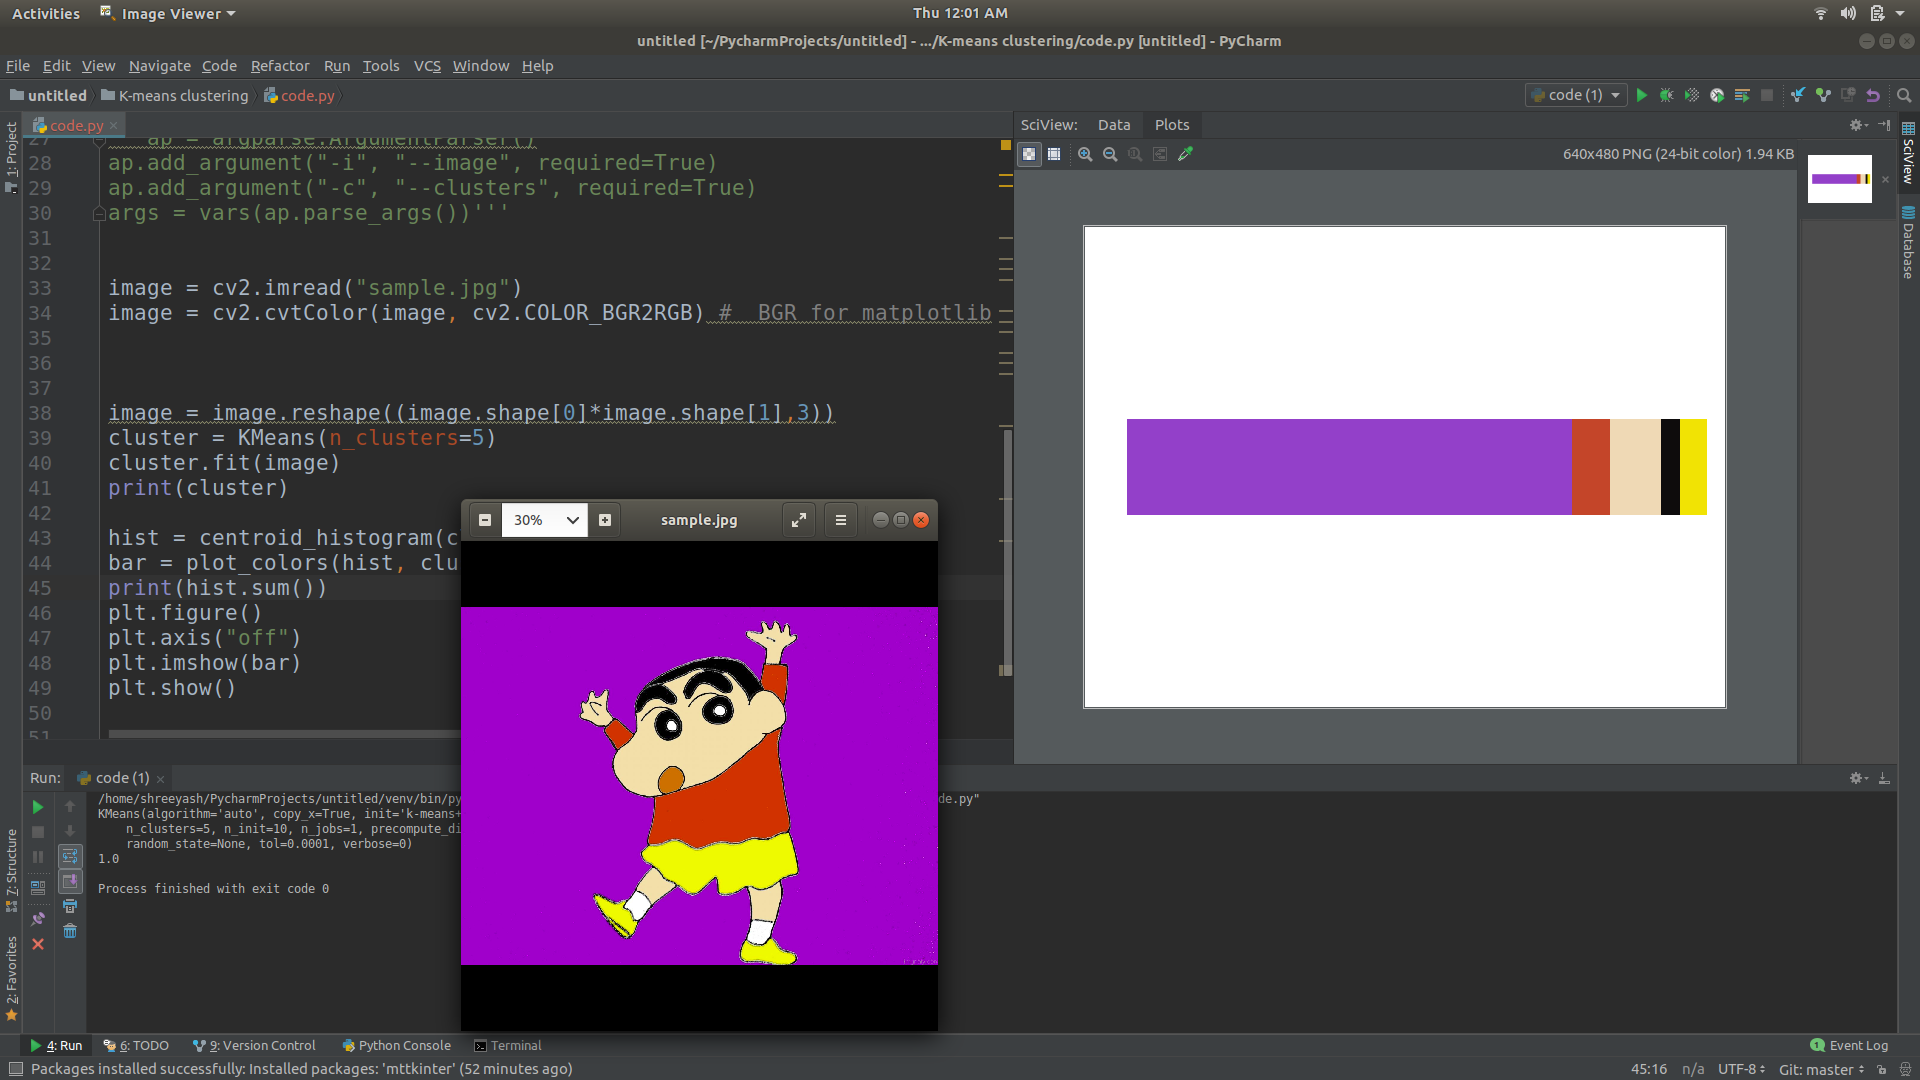 Activities Image Viewer Thu 12:01 AM
untitled [~/PycharmProjects/untitled] - .../K-means clustering/code.py [untitled] - PyCharm
File Edit View Navigate Code Refactor Run Tools VCS Window Help
untitled K-means clustering code.py code (1)
code.py
SciView: Data Plots
640x480 PNG (24-bit color) 1.94 KB
1: Project
7: Structure
2: Favorites
SciView
Database
27 ap = argparse.ArgumentParser()
28 ap.add_argument("-i", "--image", required=True)
29 ap.add_argument("-c", "--clusters", required=True)
30 args = vars(ap.parse_args())'''
31
32
33 image = cv2.imread("sample.jpg")
34 image = cv2.cvtColor(image, cv2.COLOR_BGR2RGB) # BGR for matplotlib
35
36
37
38 image = image.reshape((image.shape[0]*image.shape[1],3))
39 cluster = KMeans(n_clusters=5)
40 cluster.fit(image)
41 print(cluster)
42
43 hist = centroid_histogram(c
44 bar = plot_colors(hist, clu
45 print(hist.sum())
46 plt.figure()
47 plt.axis("off")
48 plt.imshow(bar)
49 plt.show()
50
51
30% sample.jpg
Run: code (1)
/home/shreeyash/PycharmProjects/untitled/venv/bin/py de.py"
KMeans(algorithm='auto', copy_x=True, init='k-means+
n_clusters=5, n_init=10, n_jobs=1, precompute_di
random_state=None, tol=0.0001, verbose=0)
1.0
Process finished with exit code 0
4: Run 6: TODO 9: Version Control Python Console Terminal 1 Event Log
Packages installed successfully: Installed packages: 'mttkinter' (52 minutes ago) 45:16 n/a UTF-8 Git: master